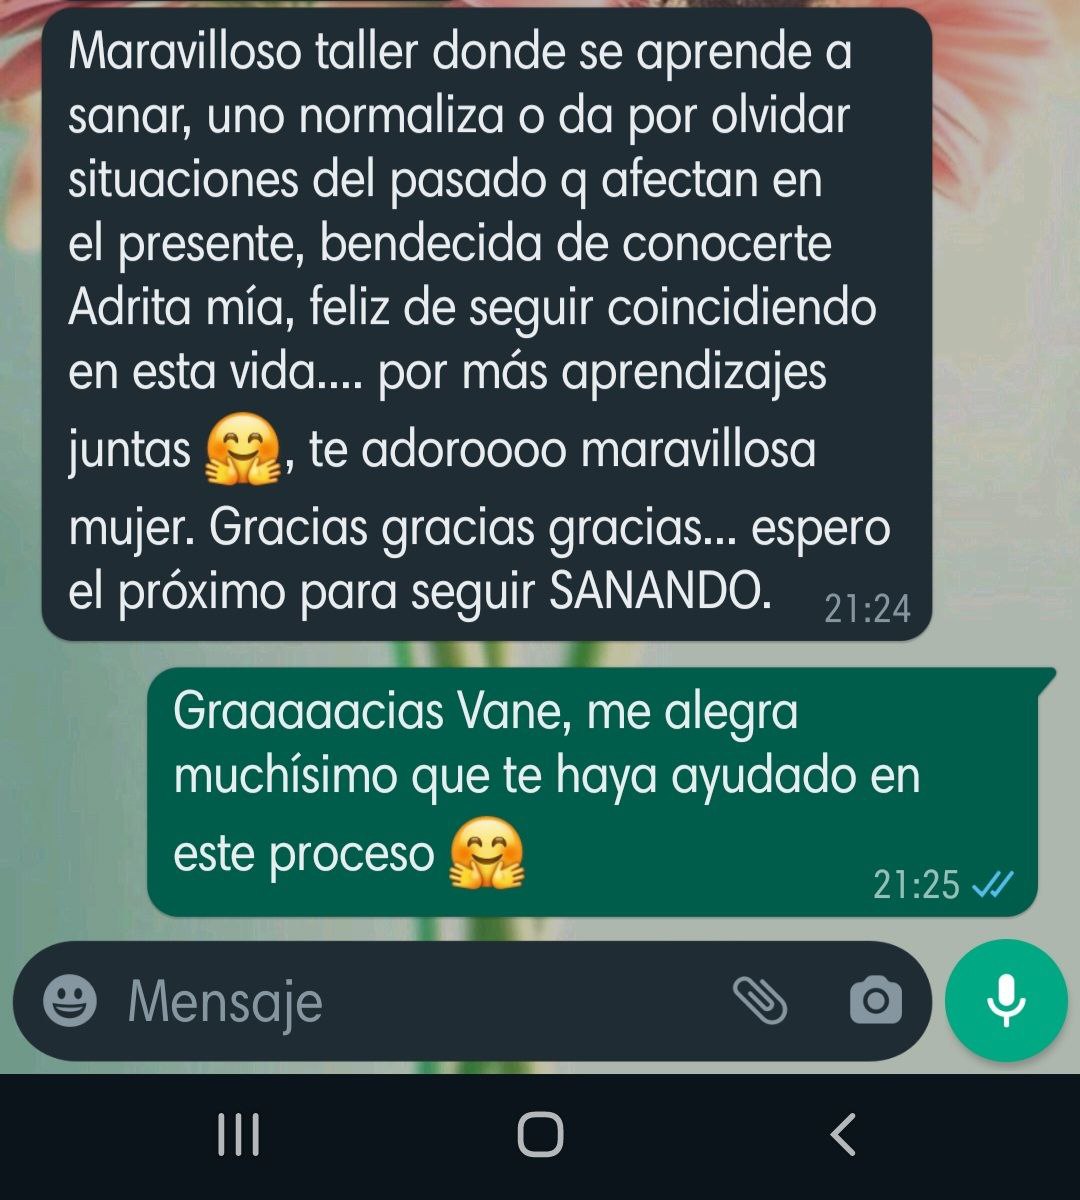 Maravilloso taller donde se aprende a
sanar, uno normaliza o da por olvidar
situaciones del pasado q afectan en
el presente, bendecida de conocerte
Adrita mía, feliz de seguir coincidiendo
en esta vida.... por más aprendizajes
juntas 🤗, te adoroooo maravillosa
mujer. Gracias gracias gracias... espero
el próximo para seguir SANANDO.
21:24
Graaaaacias Vane, me alegra
muchísimo que te haya ayudado en
este proceso 🤗
21:25
Mensaje